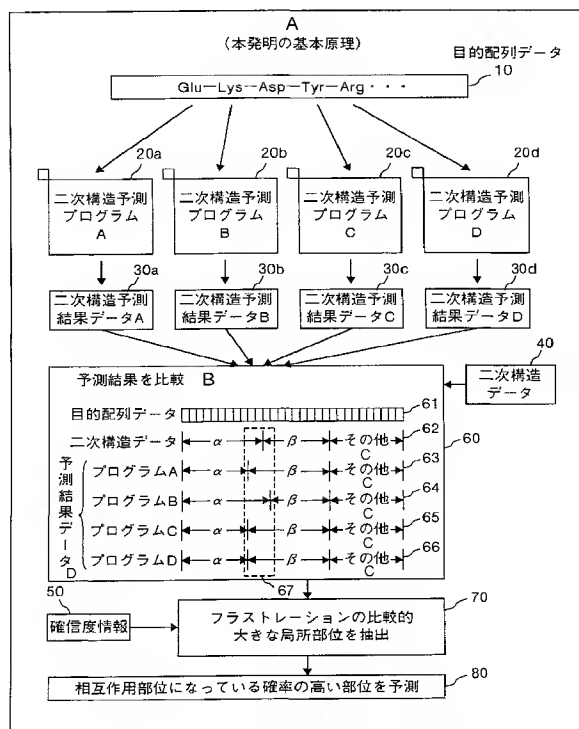 A
(本発明の基本原理)
目的配列データ
10
Glu—Lys—Asp—Tyr—Arg・・・
20a
20b
20c
20d
二次構造予測
プログラム
A
二次構造予測
プログラム
B
二次構造予測
プログラム
C
二次構造予測
プログラム
D
30a
30b
30c
30d
二次構造予測
結果データA
二次構造予測
結果データB
二次構造予測
結果データC
二次構造予測
結果データD
40
二次構造
データ
予測結果を比較 B
60
目的配列データ
61
二次構造データ α β その他 C 62
予測結果データD
プログラムA α β その他 C 63
プログラムB α β その他 C 64
プログラムC α β その他 C 65
プログラムD α β その他 C 66
67
50
確信度情報
70
フラストレーションの比較的
大きな局所部位を抽出
80
相互作用部位になっている確率の高い部位を予測